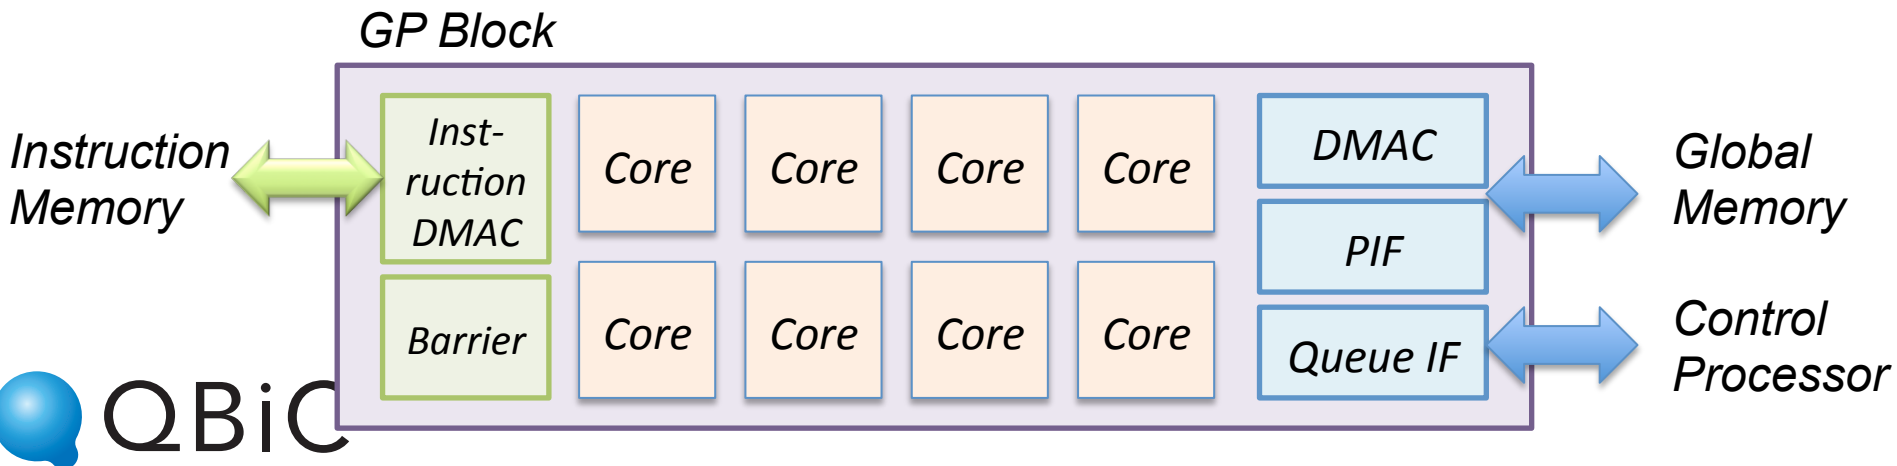 GP Block
Instruction
Memory
Inst-
ruction
DMAC
Barrier
Core Core Core Core
Core Core Core Core
DMAC
PIF
Queue IF
Global
Memory
Control
Processor
QBiC